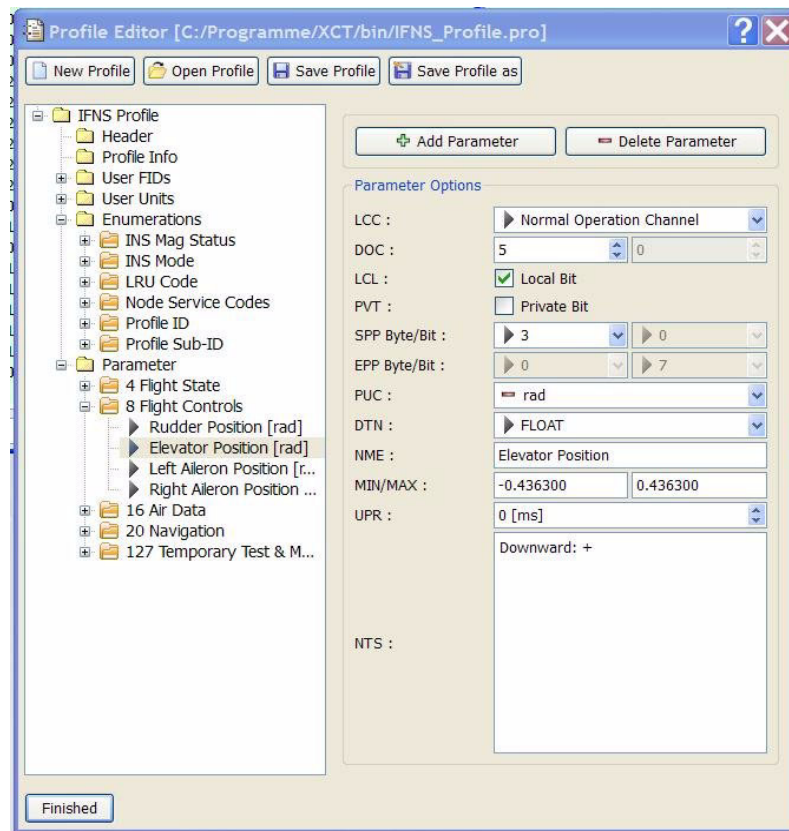 Profile Editor [C:/Programme/XCT/bin/IFNS_Profile.pro]
New Profile Open Profile Save Profile Save Profile as
IFNS Profile
Header
Profile Info
User FIDs
User Units
Enumerations
INS Mag Status
INS Mode
LRU Code
Node Service Codes
Profile ID
Profile Sub-ID
Parameter
4 Flight State
8 Flight Controls
Rudder Position [rad]
Elevator Position [rad]
Left Aileron Position [r...
Right Aileron Position ...
16 Air Data
20 Navigation
127 Temporary Test & M...
Add Parameter Delete Parameter
Parameter Options
LCC : Normal Operation Channel
DOC : 5 0
LCL : Local Bit
PVT : Private Bit
SPP Byte/Bit : 3 0
EPP Byte/Bit : 0 7
PUC : rad
DTN : FLOAT
NME : Elevator Position
MIN/MAX : -0.436300 0.436300
UPR : 0 [ms]
NTS : Downward: +
Finished